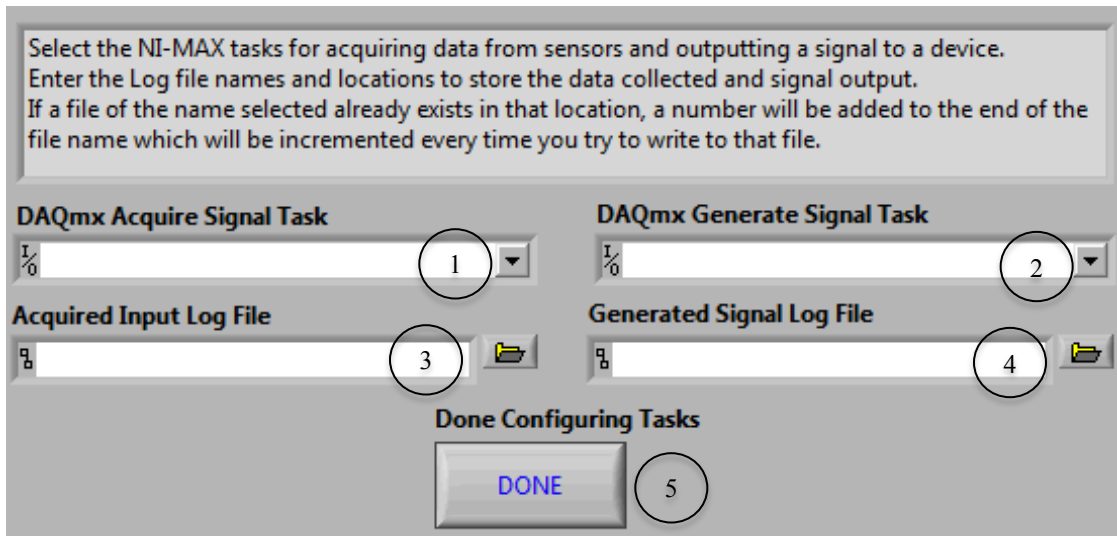 Select the NI-MAX tasks for acquiring data from sensors and outputting a signal to a device.
Enter the Log file names and locations to store the data collected and signal output.
If a file of the name selected already exists in that location, a number will be added to the end of the
file name which will be incremented every time you try to write to that file.
DAQmx Acquire Signal Task
DAQmx Generate Signal Task
I/O
1
I/O
2
Acquired Input Log File
Generated Signal Log File
3
4
Done Configuring Tasks
DONE
5